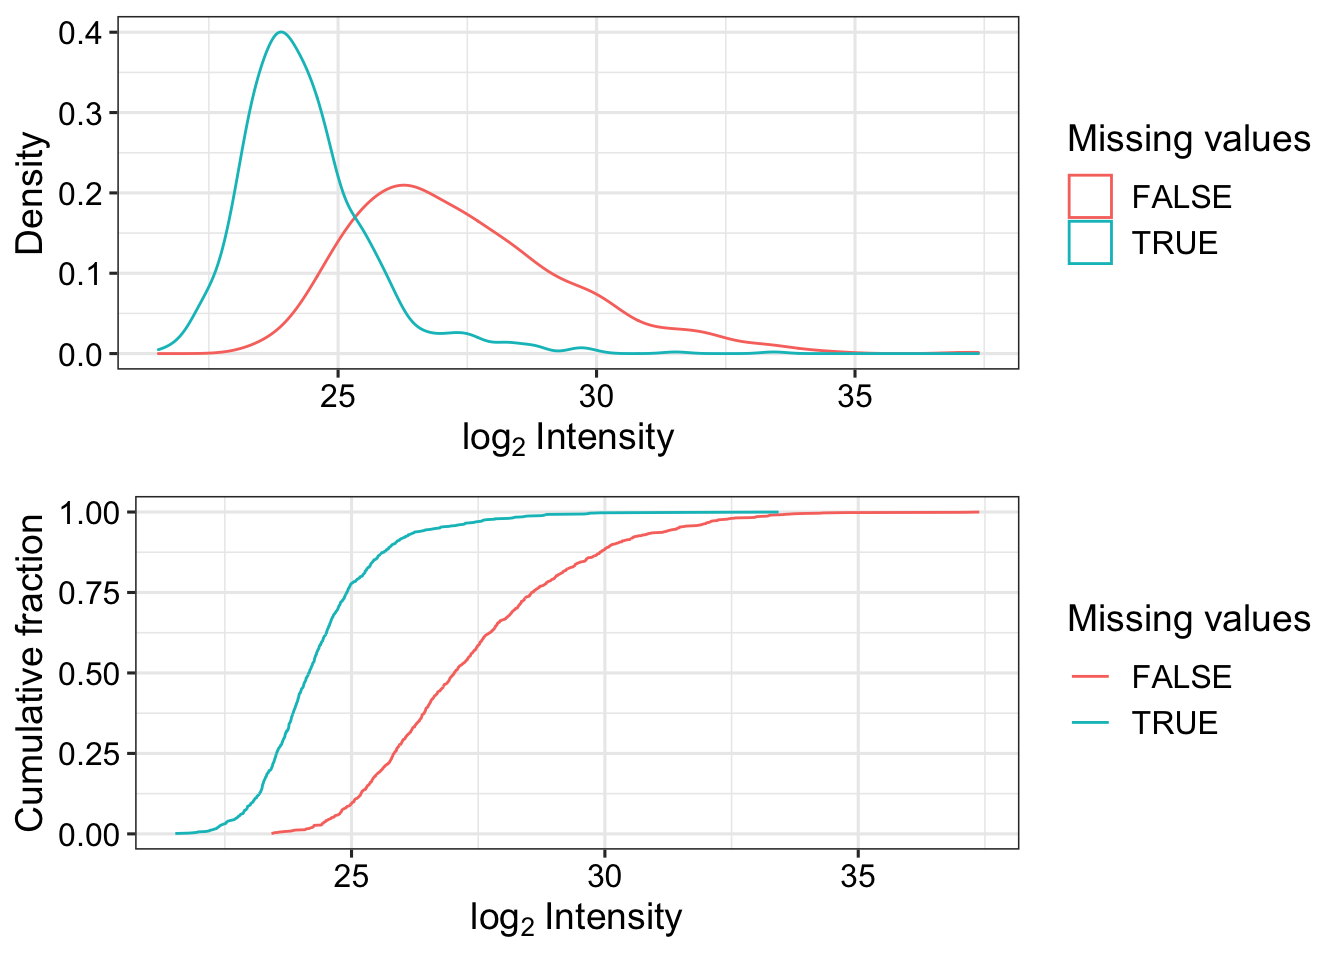 0.4
0.3
0.2
0.1
0.0
Density
25 30 35
log₂ Intensity
Missing values
FALSE
TRUE
1.00
0.75
0.50
0.25
0.00
Cumulative fraction
25 30 35
log₂ Intensity
Missing values
FALSE
TRUE